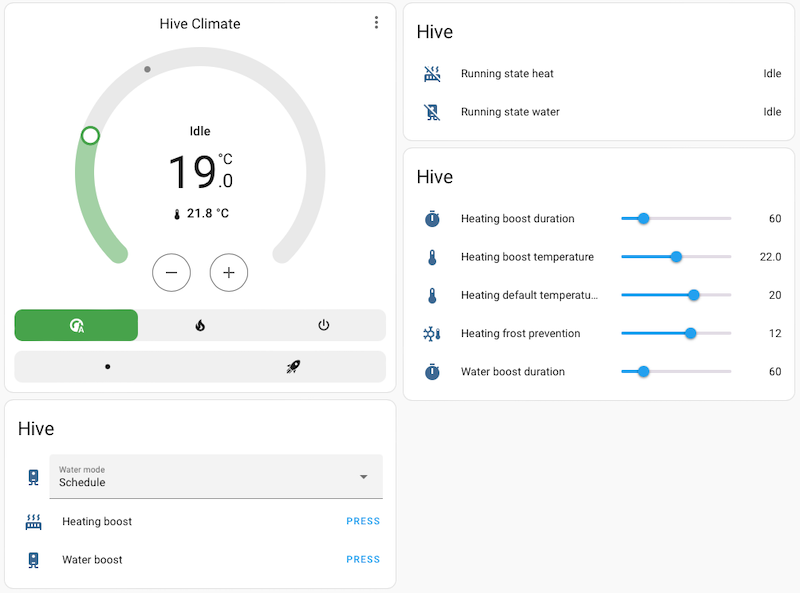 Hive Climate
Idle
19.0 °C
21.8 °C
Hive
Water mode
Schedule
Heating boost PRESS
Water boost PRESS
Hive
Running state heat Idle
Running state water Idle
Hive
Heating boost duration 60
Heating boost temperature 22.0
Heating default temperatu… 20
Heating frost prevention 12
Water boost duration 60